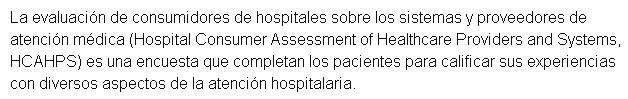 La evaluación de consumidores de hospitales sobre los sistemas y proveedores de
atención médica (Hospital Consumer Assessment of Healthcare Providers and Systems,
HCAHPS) es una encuesta que completan los pacientes para calificar sus experiencias
con diversos aspectos de la atención hospitalaria.